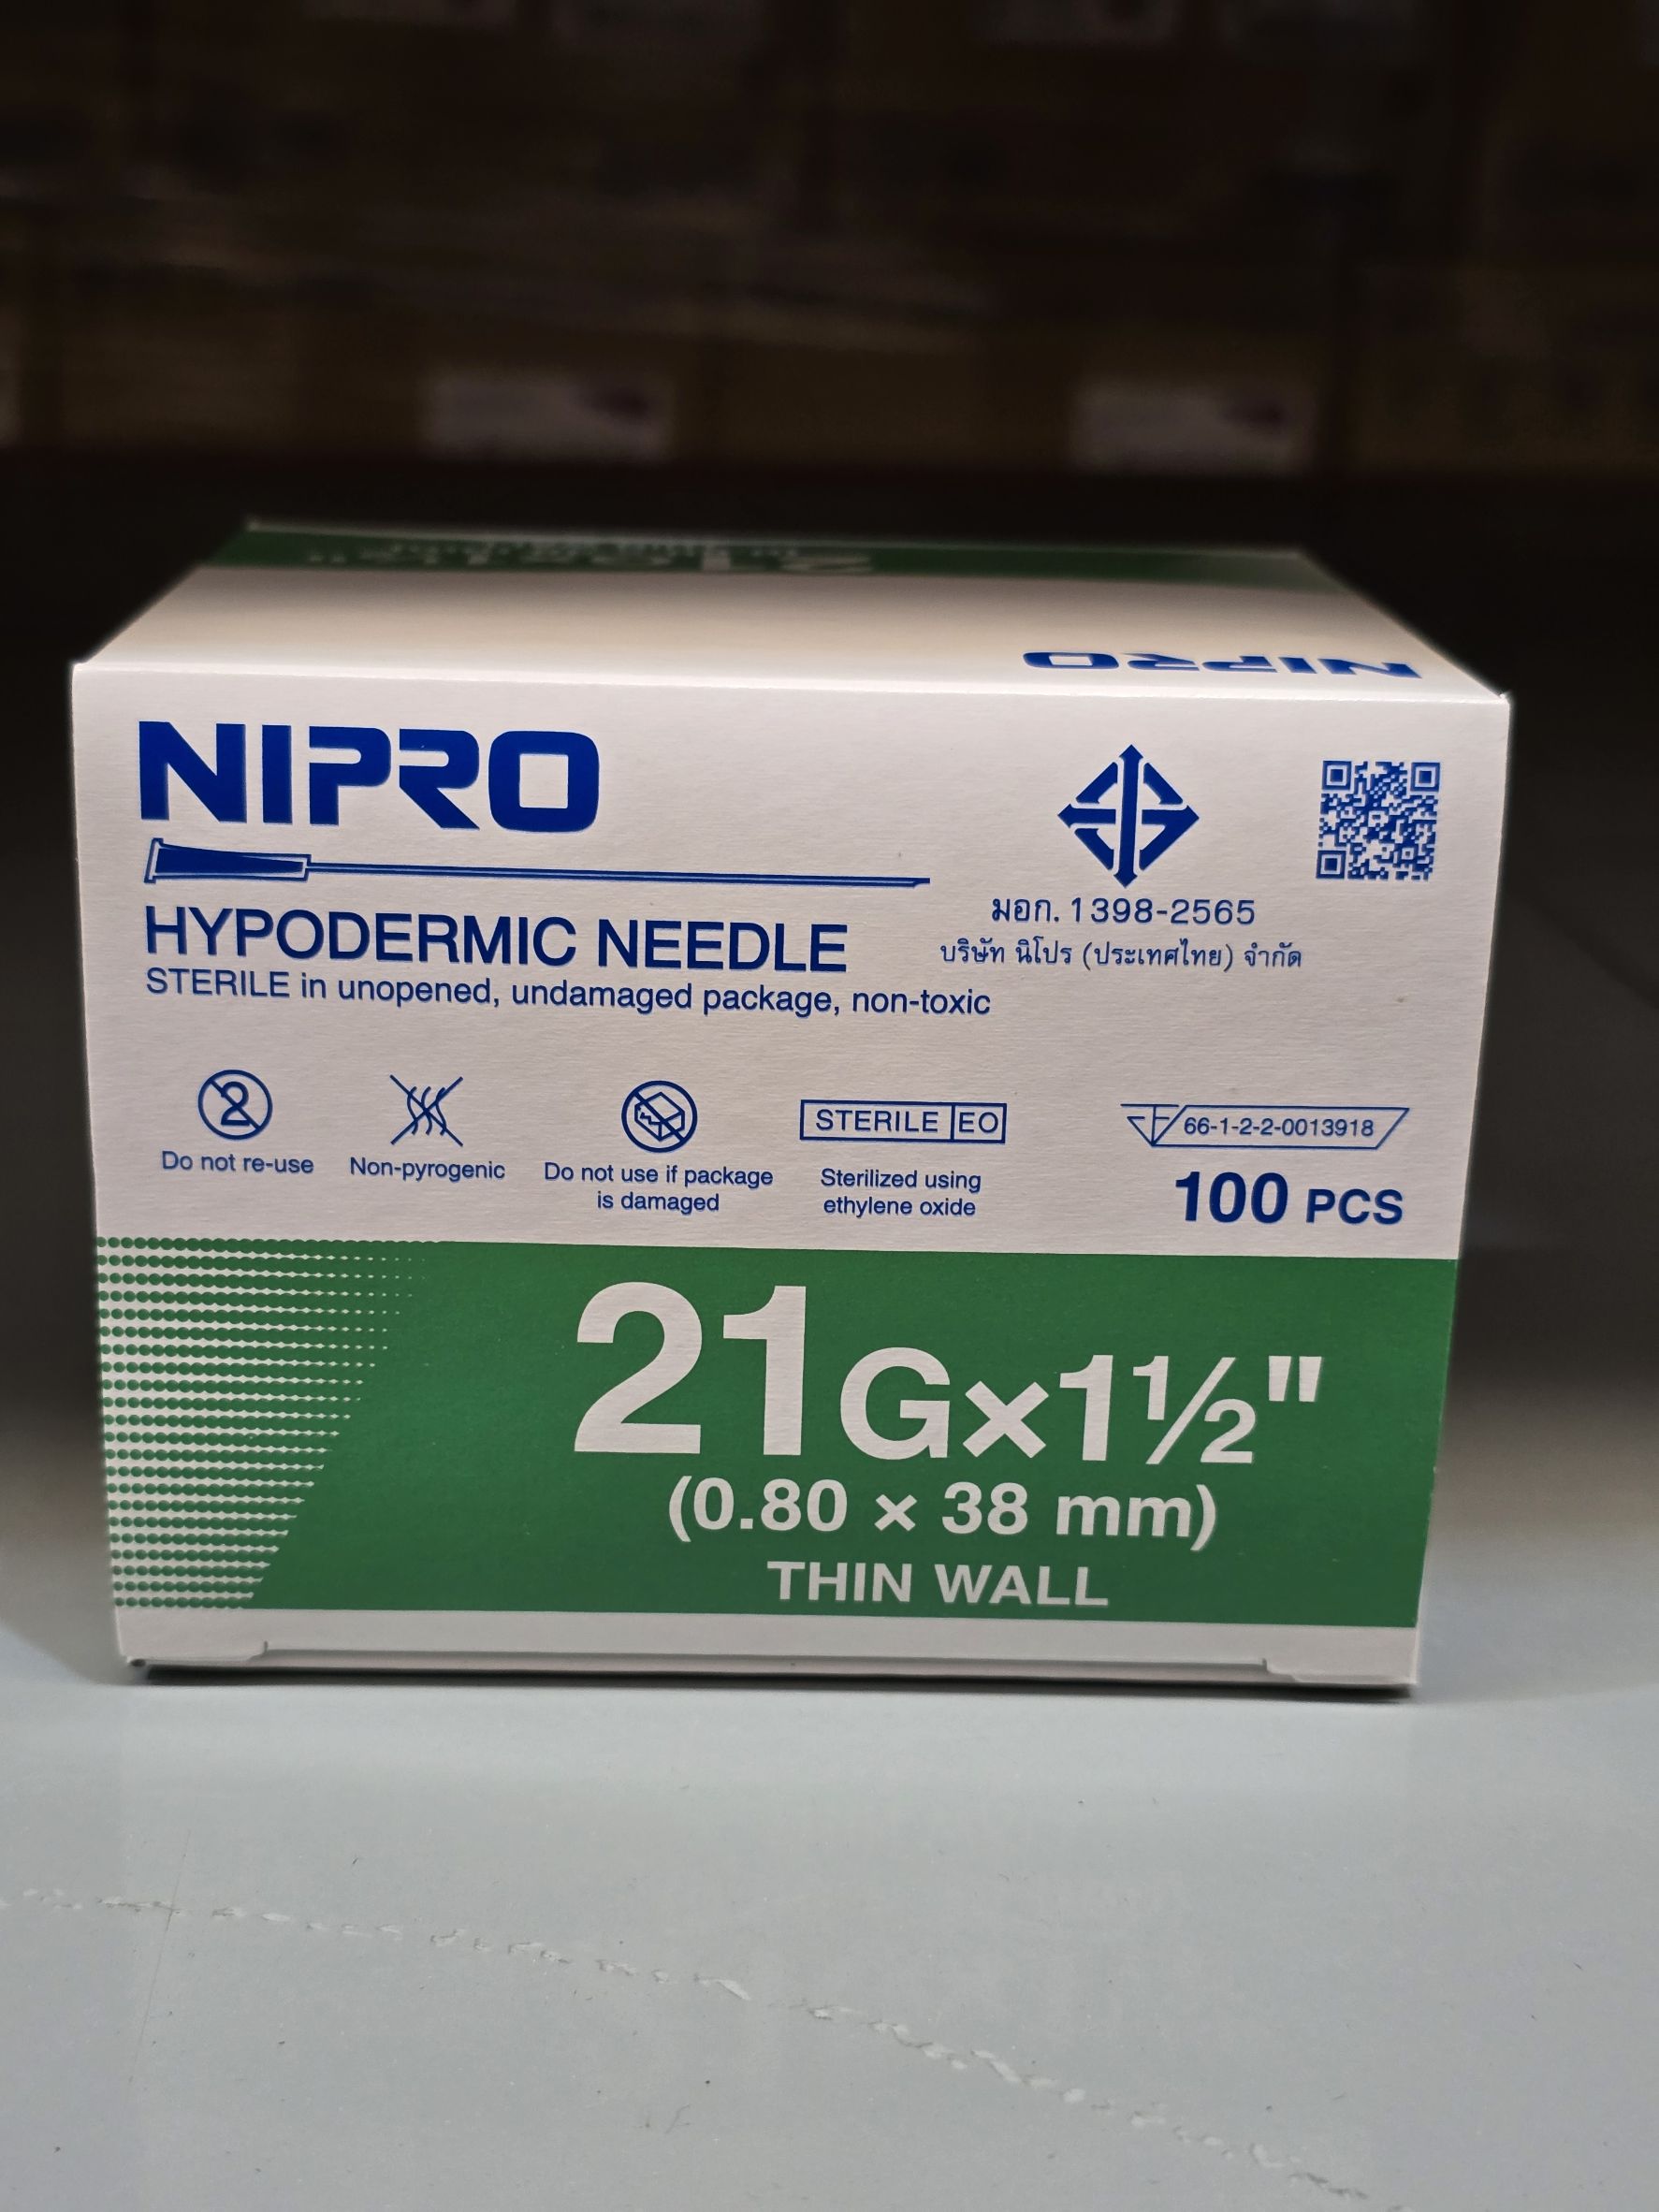 NIPRO
NIPRO
HYPODERMIC NEEDLE
STERILE in unopened, undamaged package, non-toxic
มอก. 1398-2565
บริษัท นิโปร (ประเทศไทย) จำกัด
2
Do not re-use
Non-pyrogenic
Do not use if package
is damaged
STERILE EO
Sterilized using
ethylene oxide
66-1-2-2-0013918
100 PCS
21G×1½"
(0.80 × 38 mm)
THIN WALL